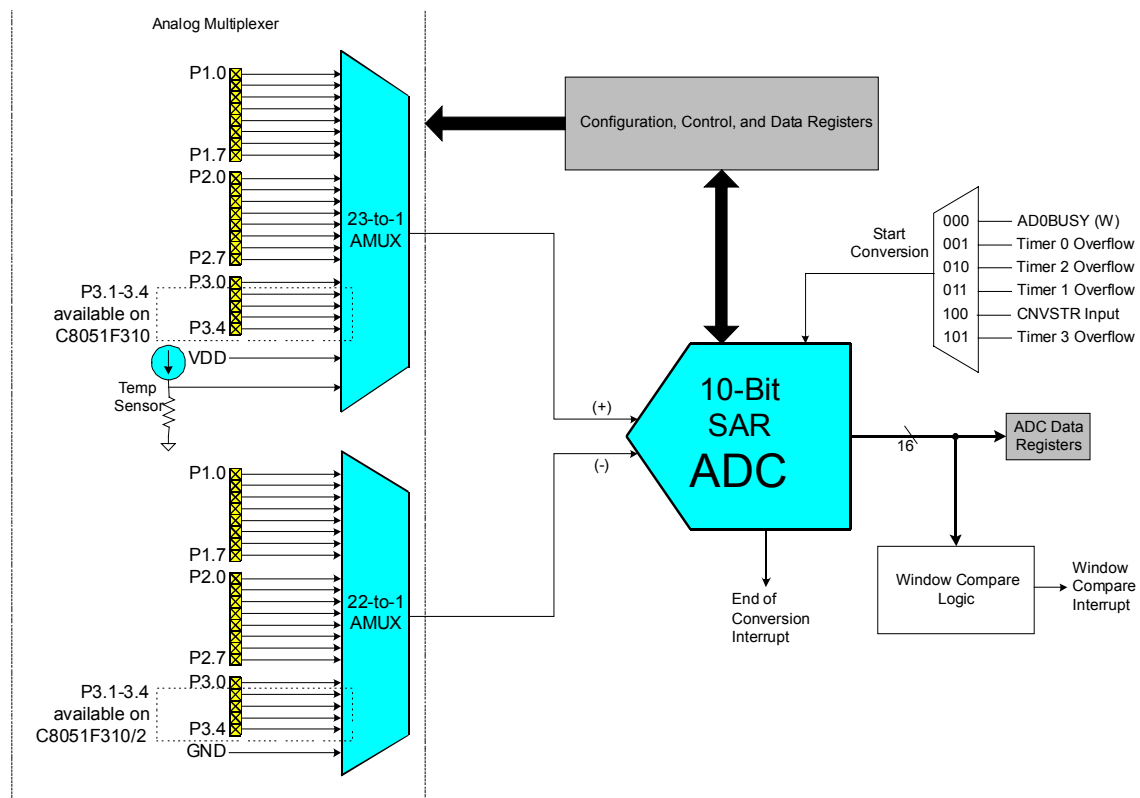 Analog Multiplexer
P1.0
P1.7
P2.0
P2.7
P3.0
P3.4
P3.1-3.4
available on
C8051F310
VDD
Temp
Sensor
23-to-1
AMUX
Configuration, Control, and Data Registers
Start
Conversion
000 AD0BUSY (W)
001 Timer 0 Overflow
010 Timer 2 Overflow
011 Timer 1 Overflow
100 CNVSTR Input
101 Timer 3 Overflow
(+)
(-)
10-Bit
SAR
ADC
16
ADC Data
Registers
End of
Conversion
Interrupt
Window Compare
Logic
Window
Compare
Interrupt
P1.0
P1.7
P2.0
P2.7
P3.0
P3.4
P3.1-3.4
available on
C8051F310/2
GND
22-to-1
AMUX